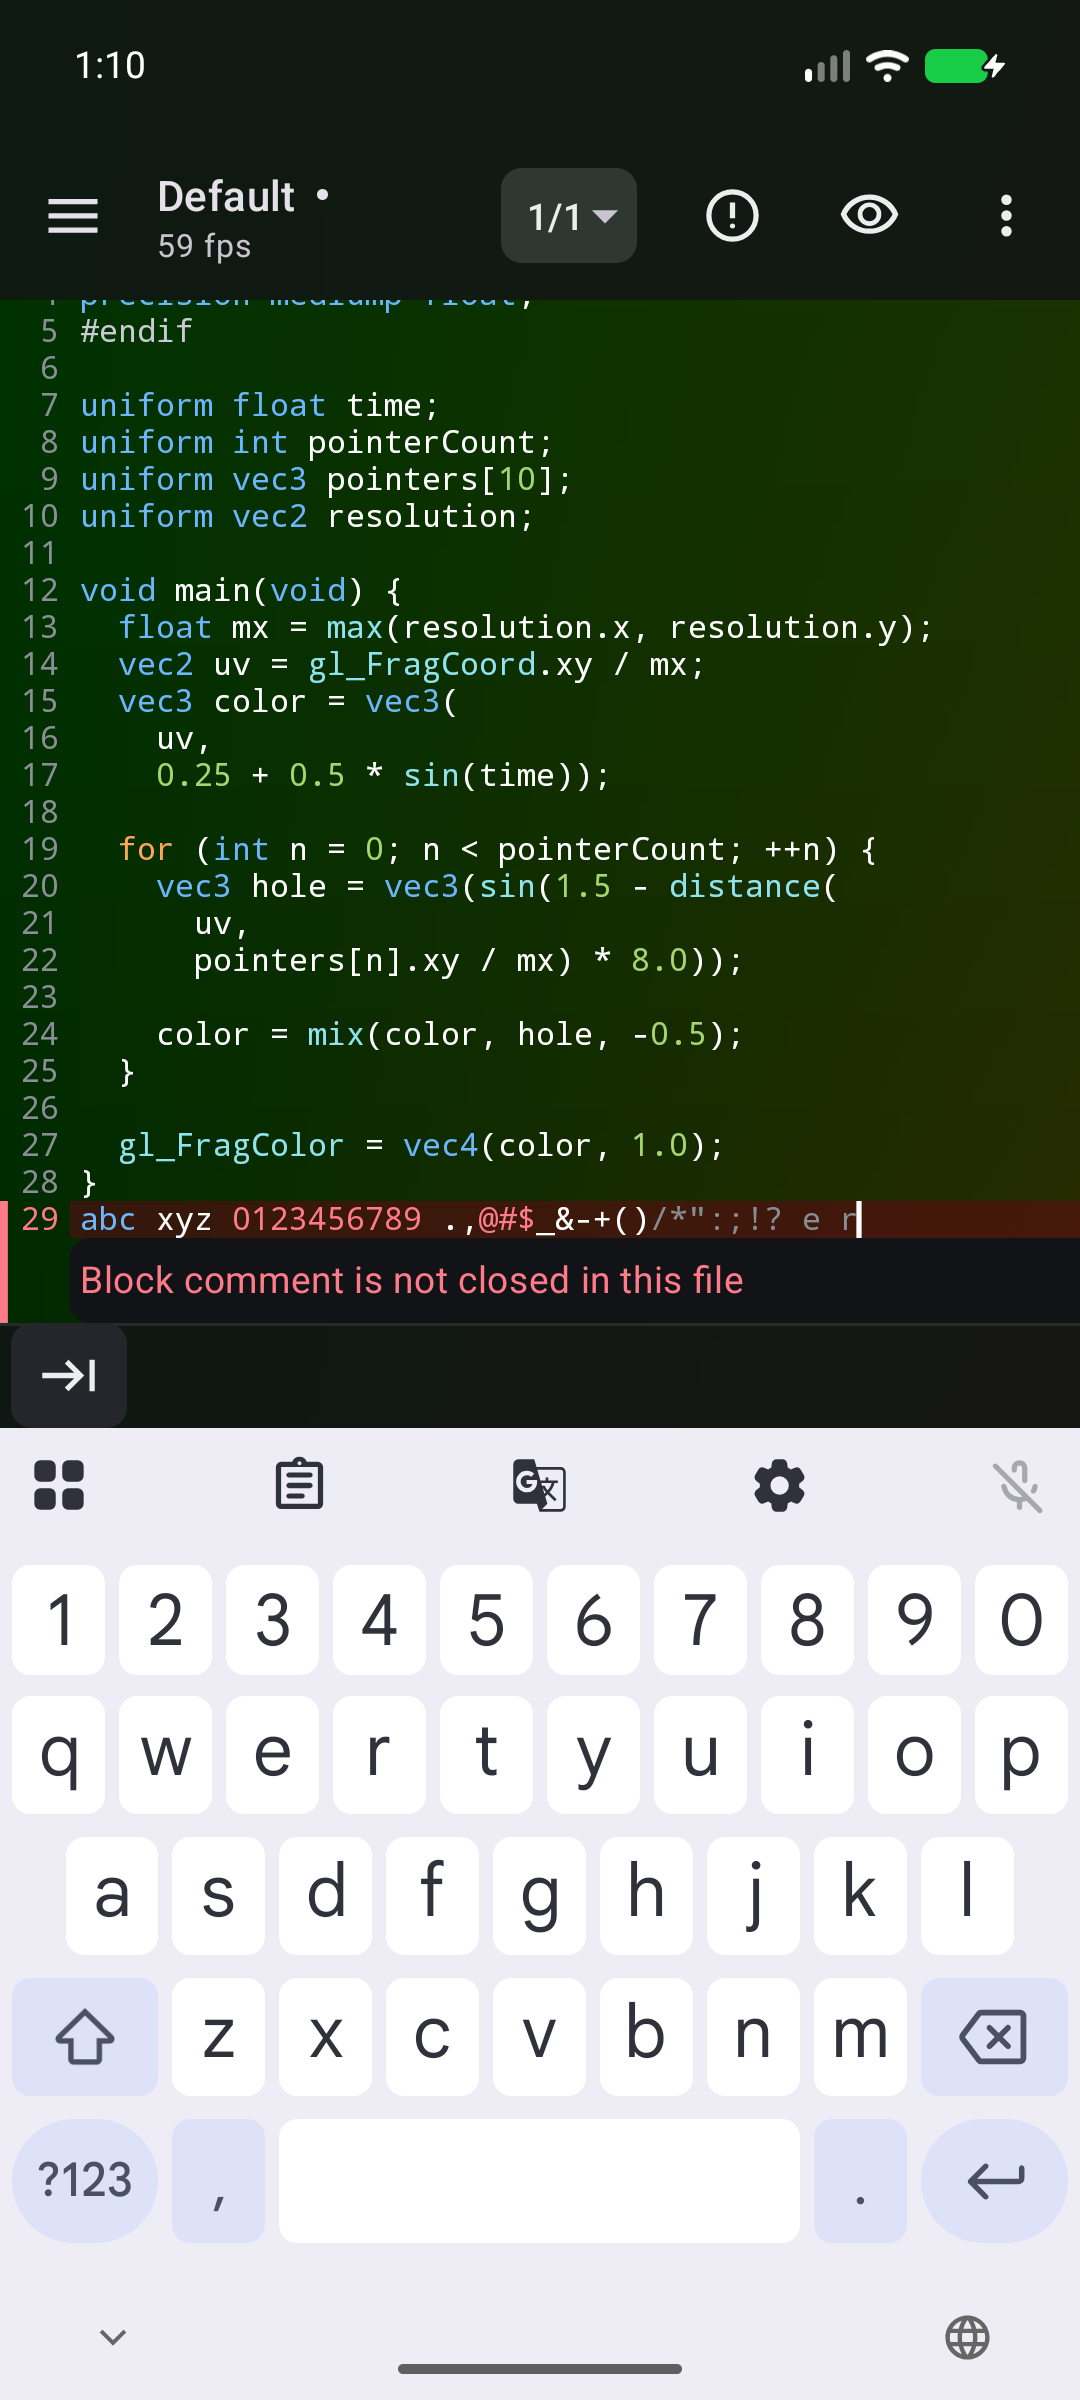 1:10
Default •
59 fps
1/1
4 precision mediump float;
5 #endif
6
7 uniform float time;
8 uniform int pointerCount;
9 uniform vec3 pointers[10];
10 uniform vec2 resolution;
11
12 void main(void) {
13   float mx = max(resolution.x, resolution.y);
14   vec2 uv = gl_FragCoord.xy / mx;
15   vec3 color = vec3(
16     uv,
17     0.25 + 0.5 * sin(time));
18
19   for (int n = 0; n < pointerCount; ++n) {
20     vec3 hole = vec3(sin(1.5 - distance(
21       uv,
22       pointers[n].xy / mx) * 8.0));
23
24     color = mix(color, hole, -0.5);
25   }
26
27   gl_FragColor = vec4(color, 1.0);
28 }
29 abc xyz 0123456789 .,@#$_&-+()/*":;!? e r
Block comment is not closed in this file
1 2 3 4 5 6 7 8 9 0
q w e r t y u i o p
a s d f g h j k l
z x c v b n m
?123 , .